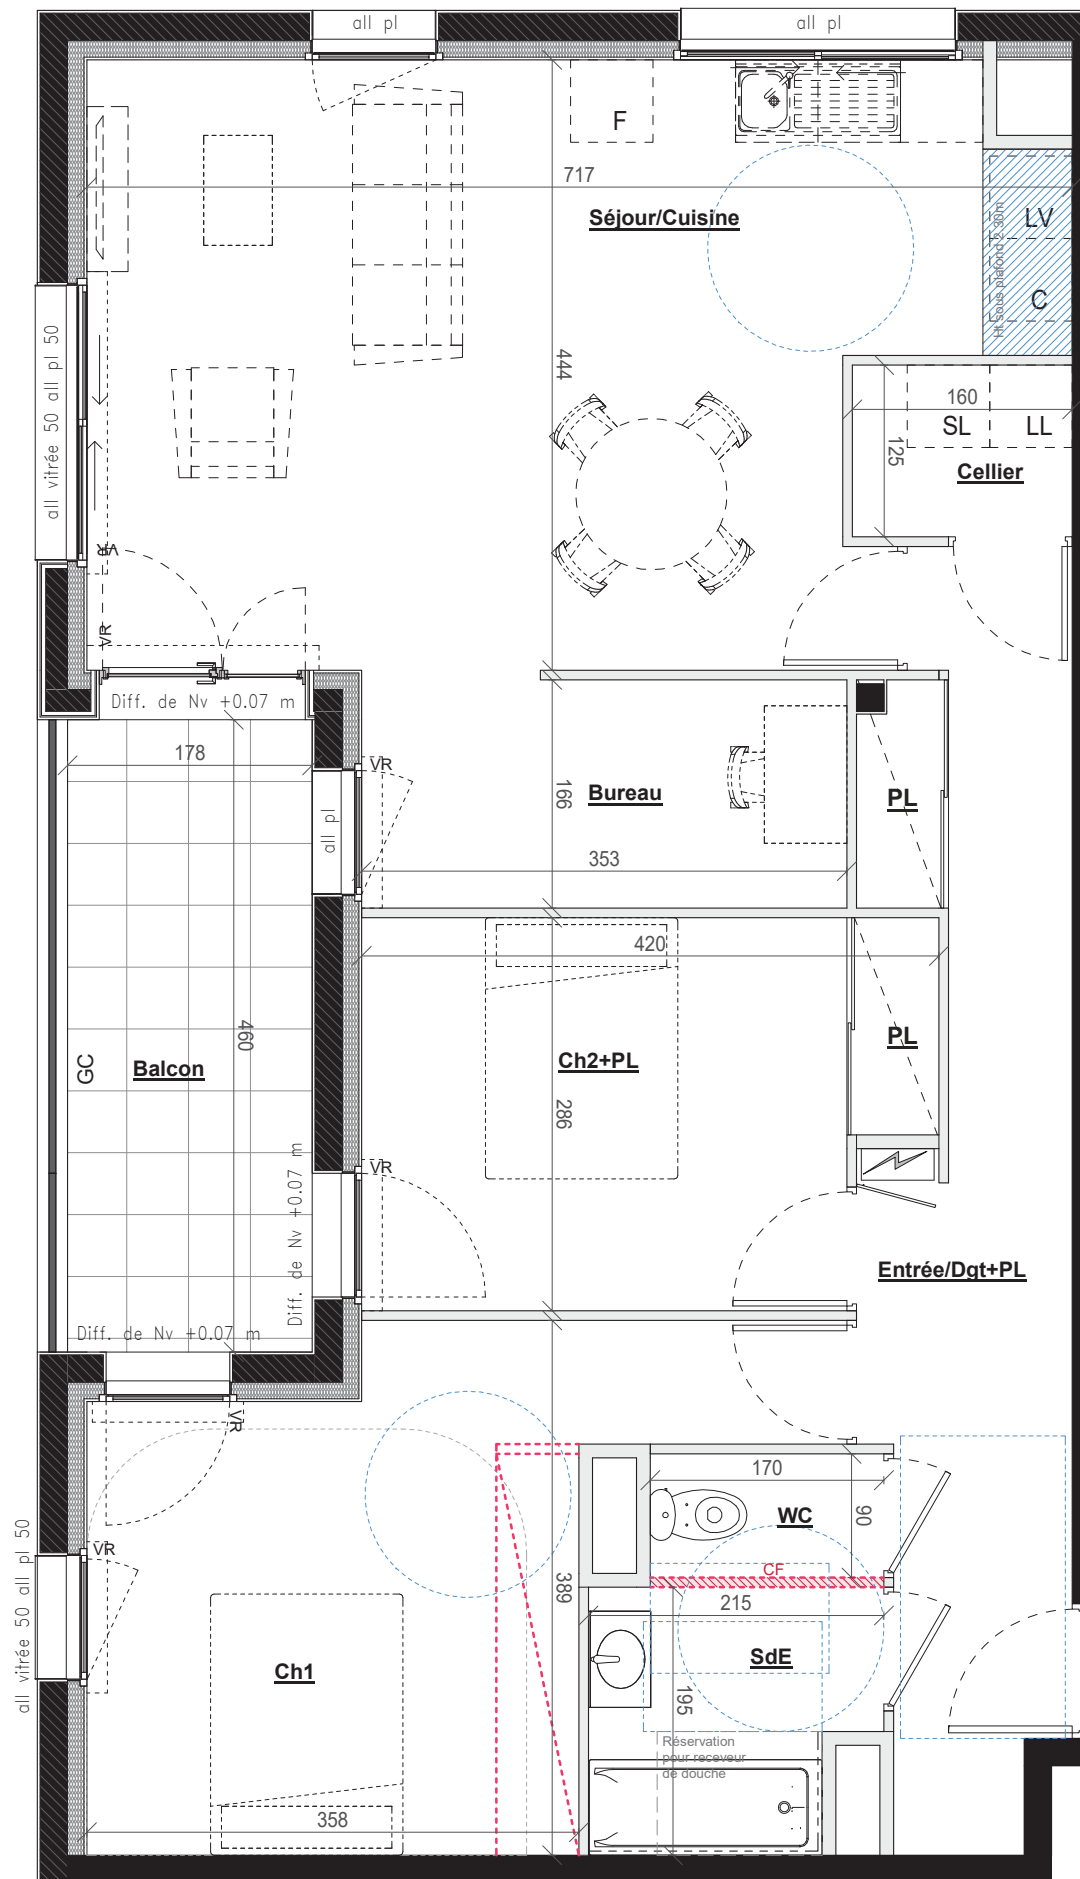 all pl
all pl
F
717
Séjour/Cuisine
LV
Ht sous plafond 2.30m
C
all vitrée 50 all pl 50
444
160
SL
LL
125
Cellier
VR
VR
Diff. de Nv +0.07 m
178
VR
all pl
Bureau
166
PL
353
420
460
GC
Balcon
Ch2+PL
PL
286
Diff. de Nv +0.07 m
VR
Entrée/Dgt+PL
Diff. de Nv +0.07 m
VR
170
WC
90
all vitrée 50 all pl 50
VR
CF
389
215
Ch1
SdE
195
Réservation
pour receveur
de douche
358